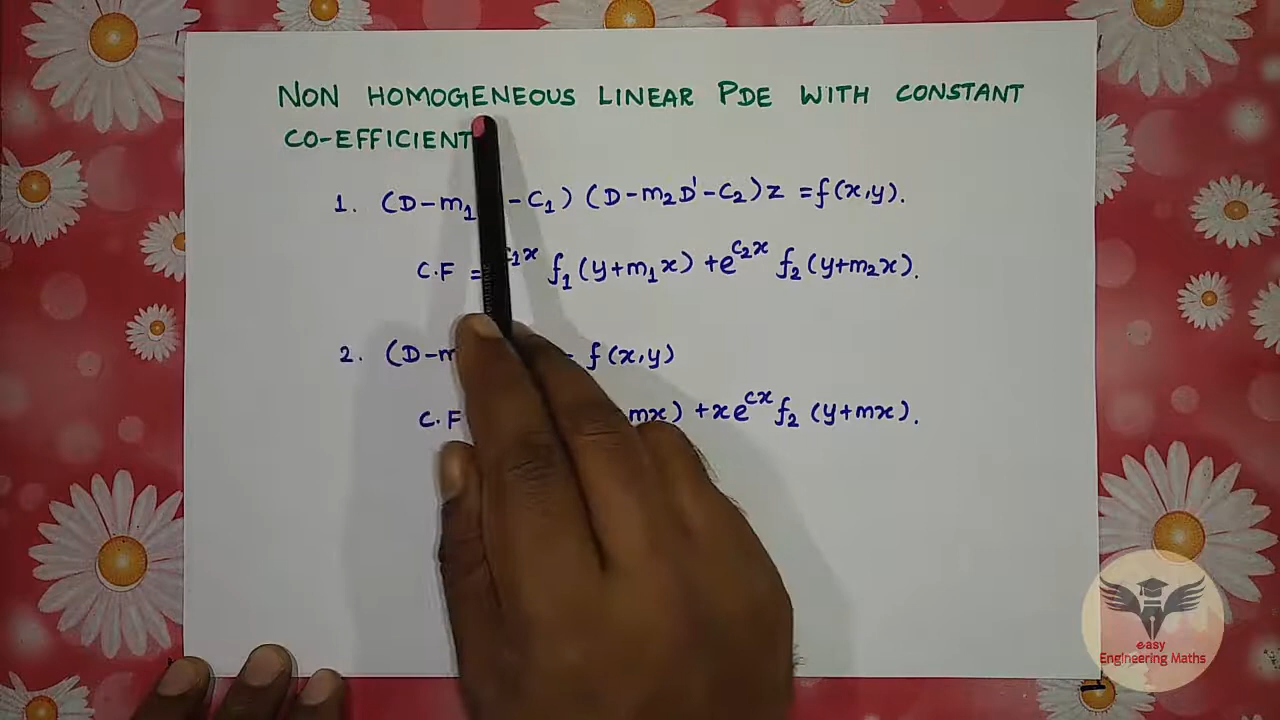 NON HOMOGENEOUS LINEAR PDE WITH CONSTANT
CO-EFFICIENT
1. (D-m₁ -C₁) (D-m₂D'-C₂)z = f(x,y).
C.F = ₁x f₁(y+m₁x) + e^{C₂x} f₂(y+m₂x).
2. (D-m = f(x,y)
C.F mx) + xe^{cx} f₂ (y+mx).
easy
Engineering Maths